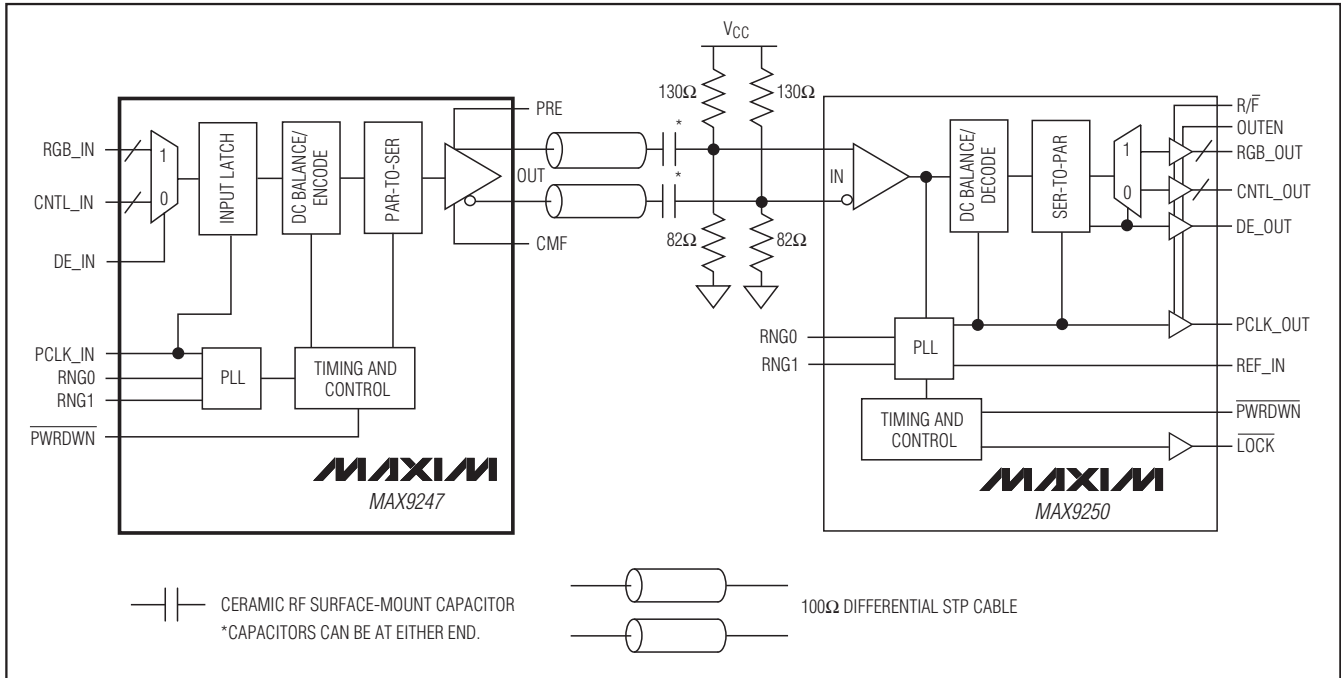 VCC
130Ω
130Ω
*
*
82Ω
82Ω
RGB_IN
CNTL_IN
DE_IN
PCLK_IN
RNG0
RNG1
PWRDWN
1
0
INPUT LATCH
DC BALANCE/
ENCODE
PAR-TO-SER
PLL
TIMING AND
CONTROL
PRE
OUT
CMF
MAXIM
MAX9247
IN
DC BALANCE/
DECODE
SER-TO-PAR
1
0
RNG0
RNG1
PLL
TIMING AND
CONTROL
R/F
OUTEN
RGB_OUT
CNTL_OUT
DE_OUT
PCLK_OUT
REF_IN
PWRDWN
LOCK
MAXIM
MAX9250
CERAMIC RF SURFACE-MOUNT CAPACITOR
*CAPACITORS CAN BE AT EITHER END.
100Ω DIFFERENTIAL STP CABLE